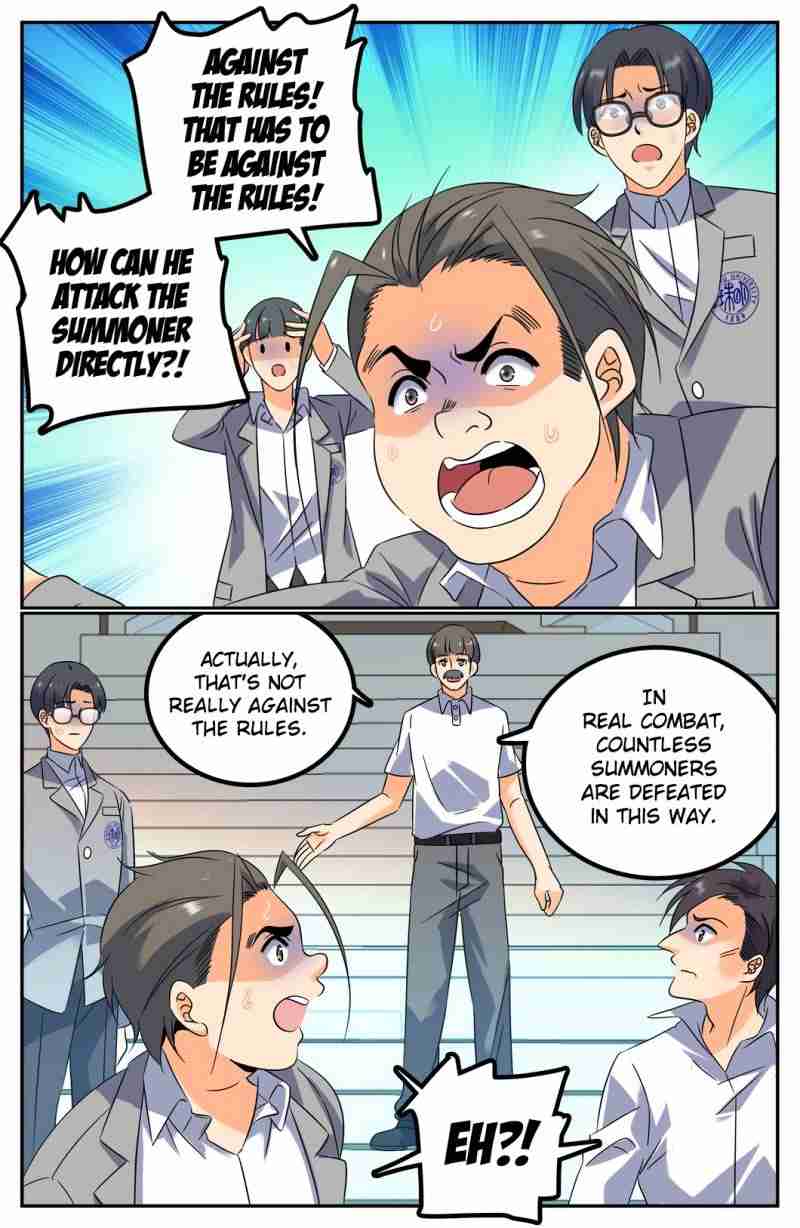 AGAINST
THE RULES!
THAT HAS TO
BE AGAINST
THE RULES!
HOW CAN HE
ATTACK THE
SUMMONER
DIRECTLY?!
ACTUALLY,
THAT'S NOT
REALLY AGAINST
THE RULES.
IN
REAL COMBAT,
COUNTLESS
SUMMONERS
ARE DEFEATED
IN THIS WAY.
EH?!